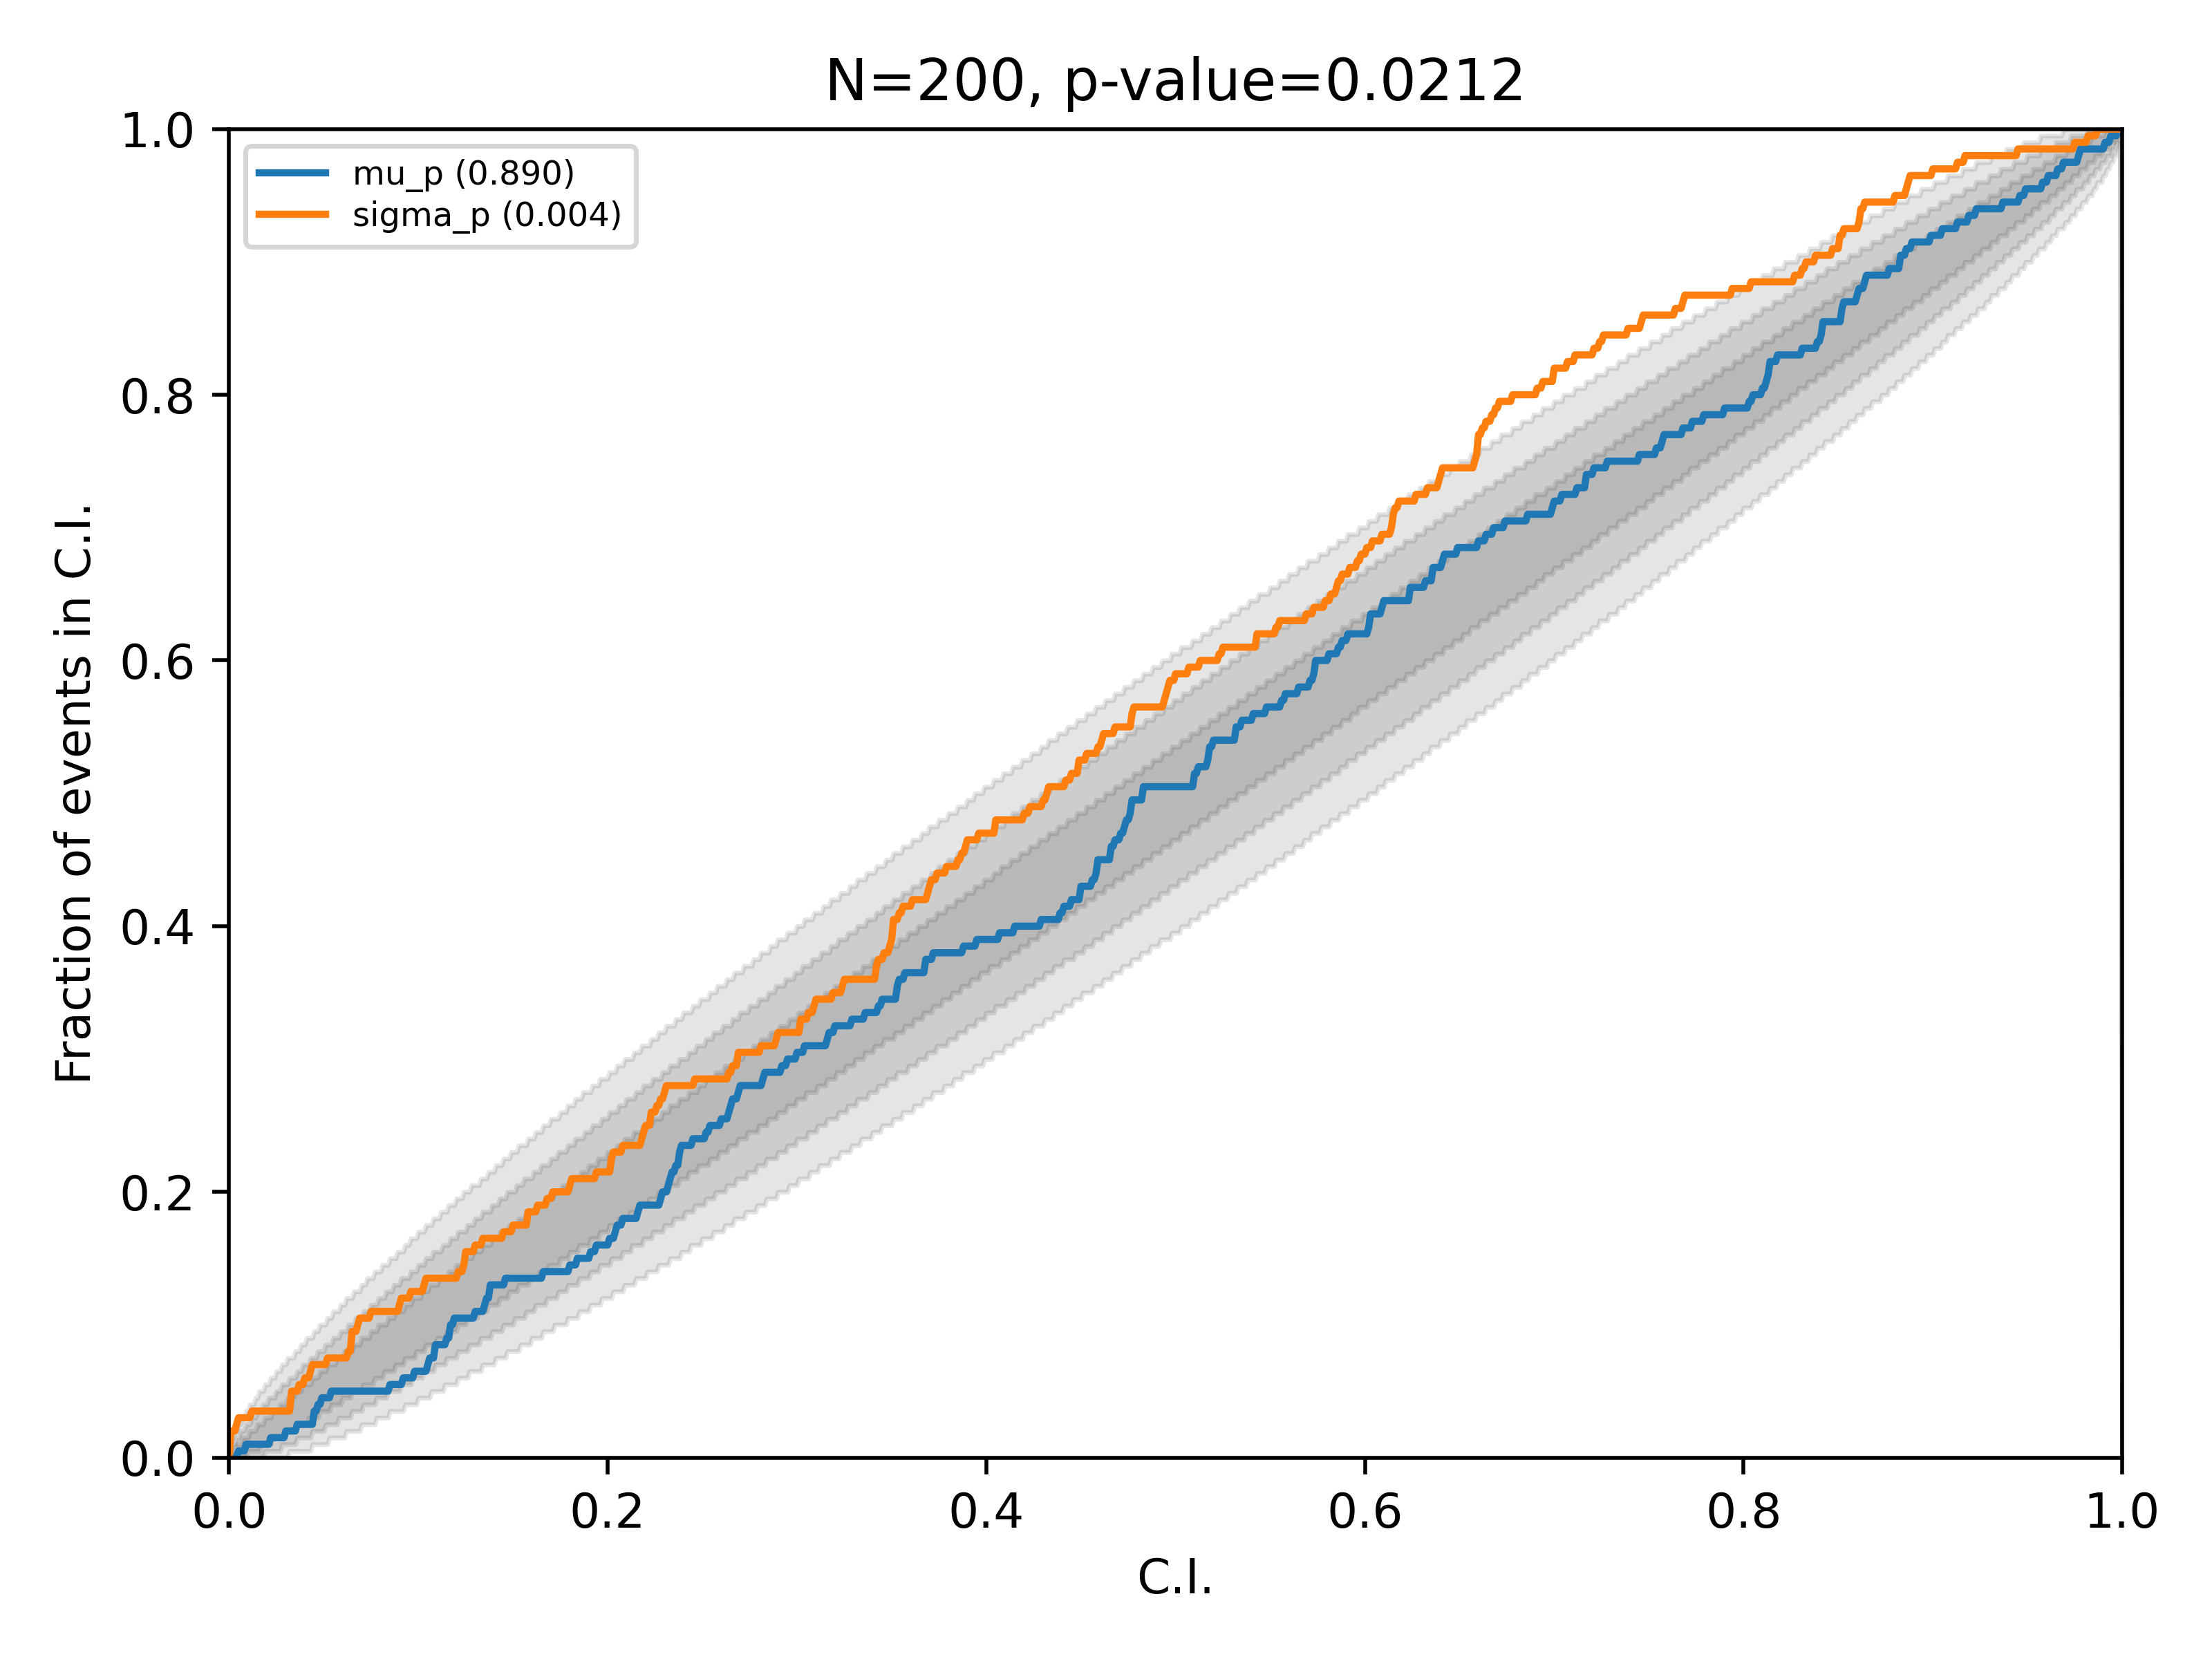 N=200, p-value=0.0212
1.0
0.8
0.6
0.4
0.2
0.0
Fraction of events in C.I.
mu_p (0.890)
sigma_p (0.004)
0.0 0.2 0.4 0.6 0.8 1.0
C.I.